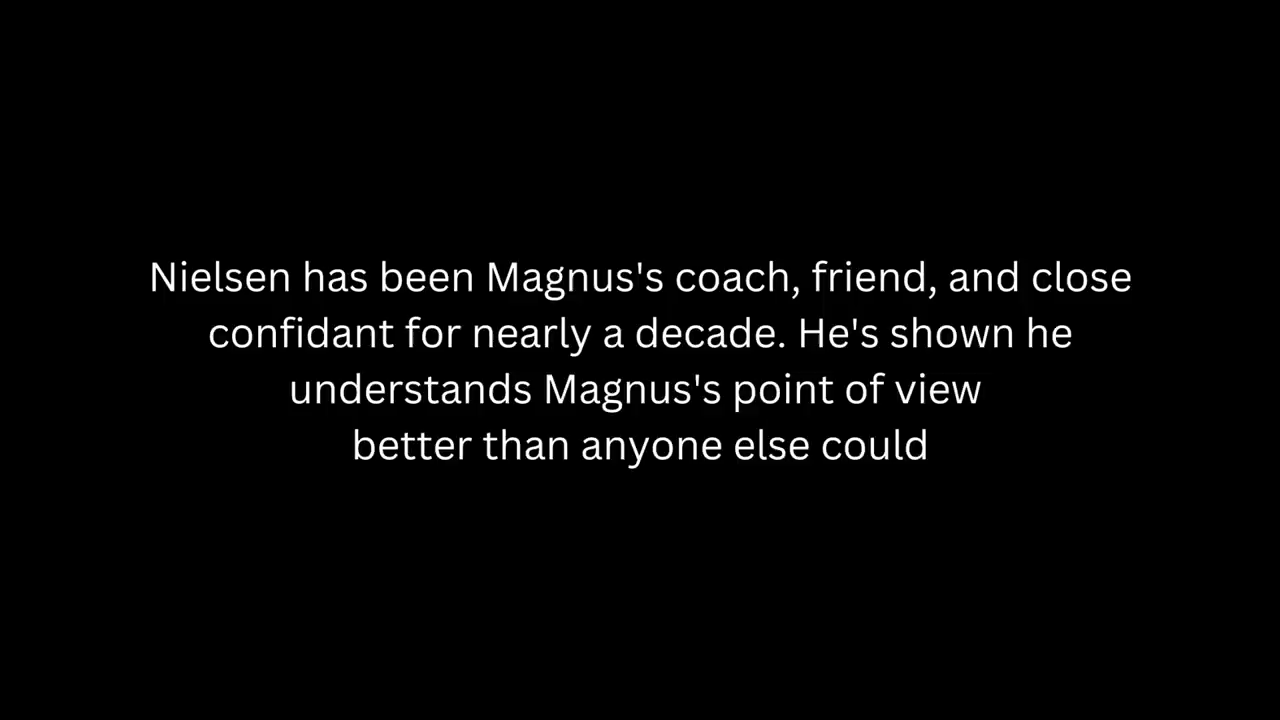 Nielsen has been Magnus's coach, friend, and close
confidant for nearly a decade. He's shown he
understands Magnus's point of view
better than anyone else could